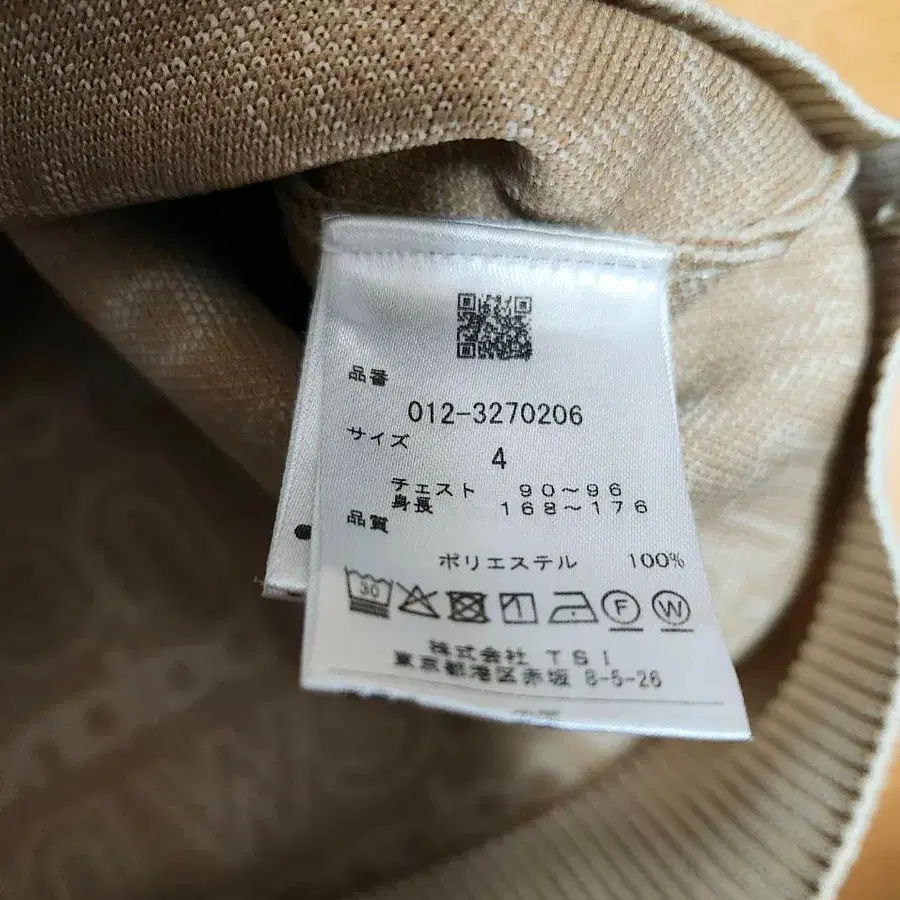 品番
012-3270206
サイズ
4
チェスト 90~96
身長 168~176
品質
ポリエステル 100%
30
F W
株式会社 TSI
東京都港区赤坂 8-5-26